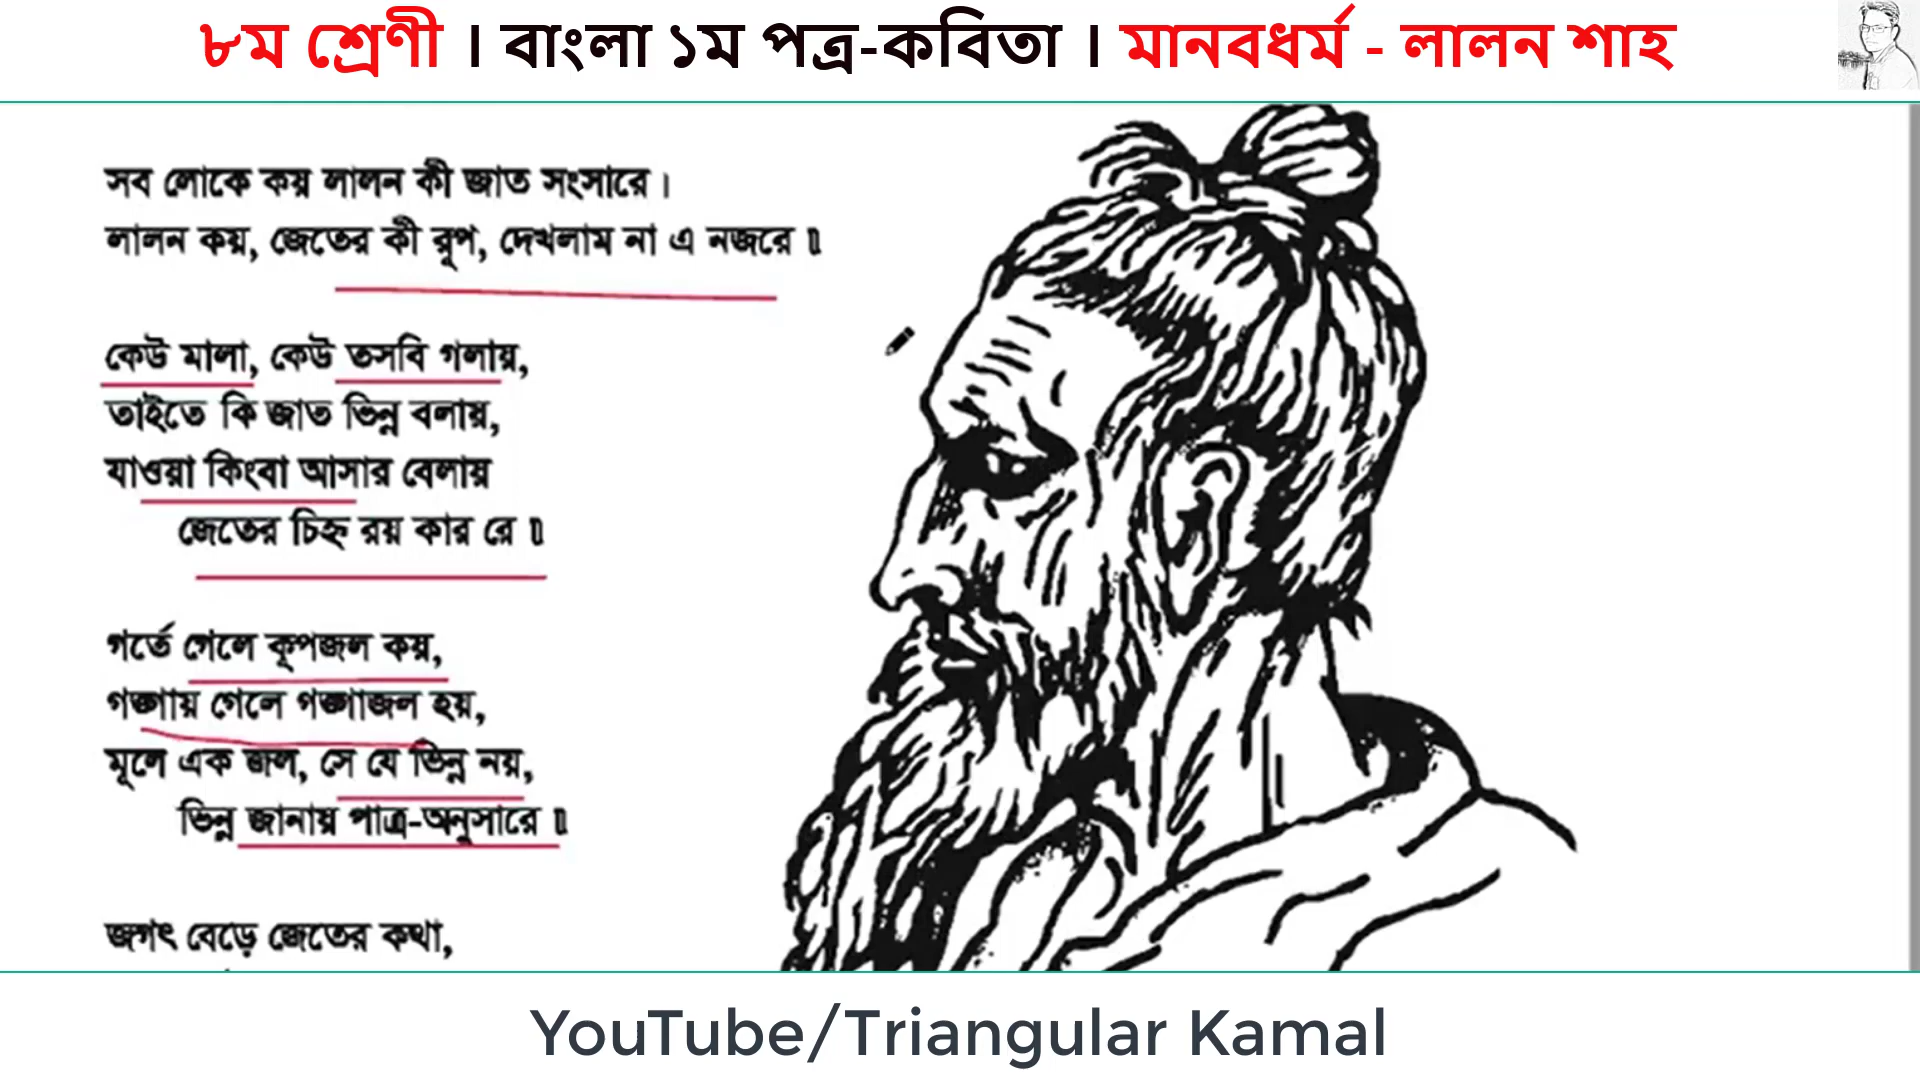 ৮ম শ্রেণী । বাংলা ১ম পত্র-কবিতা । মানবধর্ম - লালন শাহ
সব লোকে কয় লালন কী জাত সংসারে।
লালন কয়, জেতের কী রূপ, দেখলাম না এ নজরে ॥
কেউ মালা, কেউ তসবি গলায়,
তাইতে কি জাত ভিন্ন বলায়,
যাওয়া কিংবা আসার বেলায়
জেতের চিহ্ন রয় কার রে ॥
গর্তে গেলে কূপজল কয়,
গঙ্গায় গেলে গঙ্গাজল হয়,
মূলে এক জল, সে যে ভিন্ন নয়,
ভিন্ন জানায় পাত্র-অনুসারে ॥
জগৎ বেড়ে জেতের কথা,
YouTube/Triangular Kamal